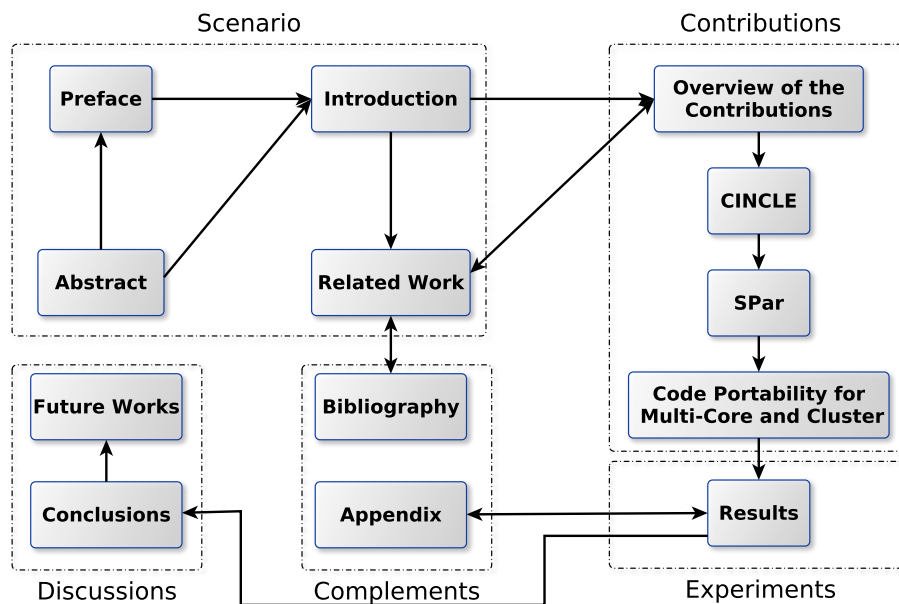 Scenario
Contributions
Preface
Introduction
Overview of the
Contributions
CINCLE
Abstract
Related Work
SPar
Future Works
Bibliography
Code Portability for
Multi-Core and Cluster
Conclusions
Appendix
Results
Discussions
Complements
Experiments